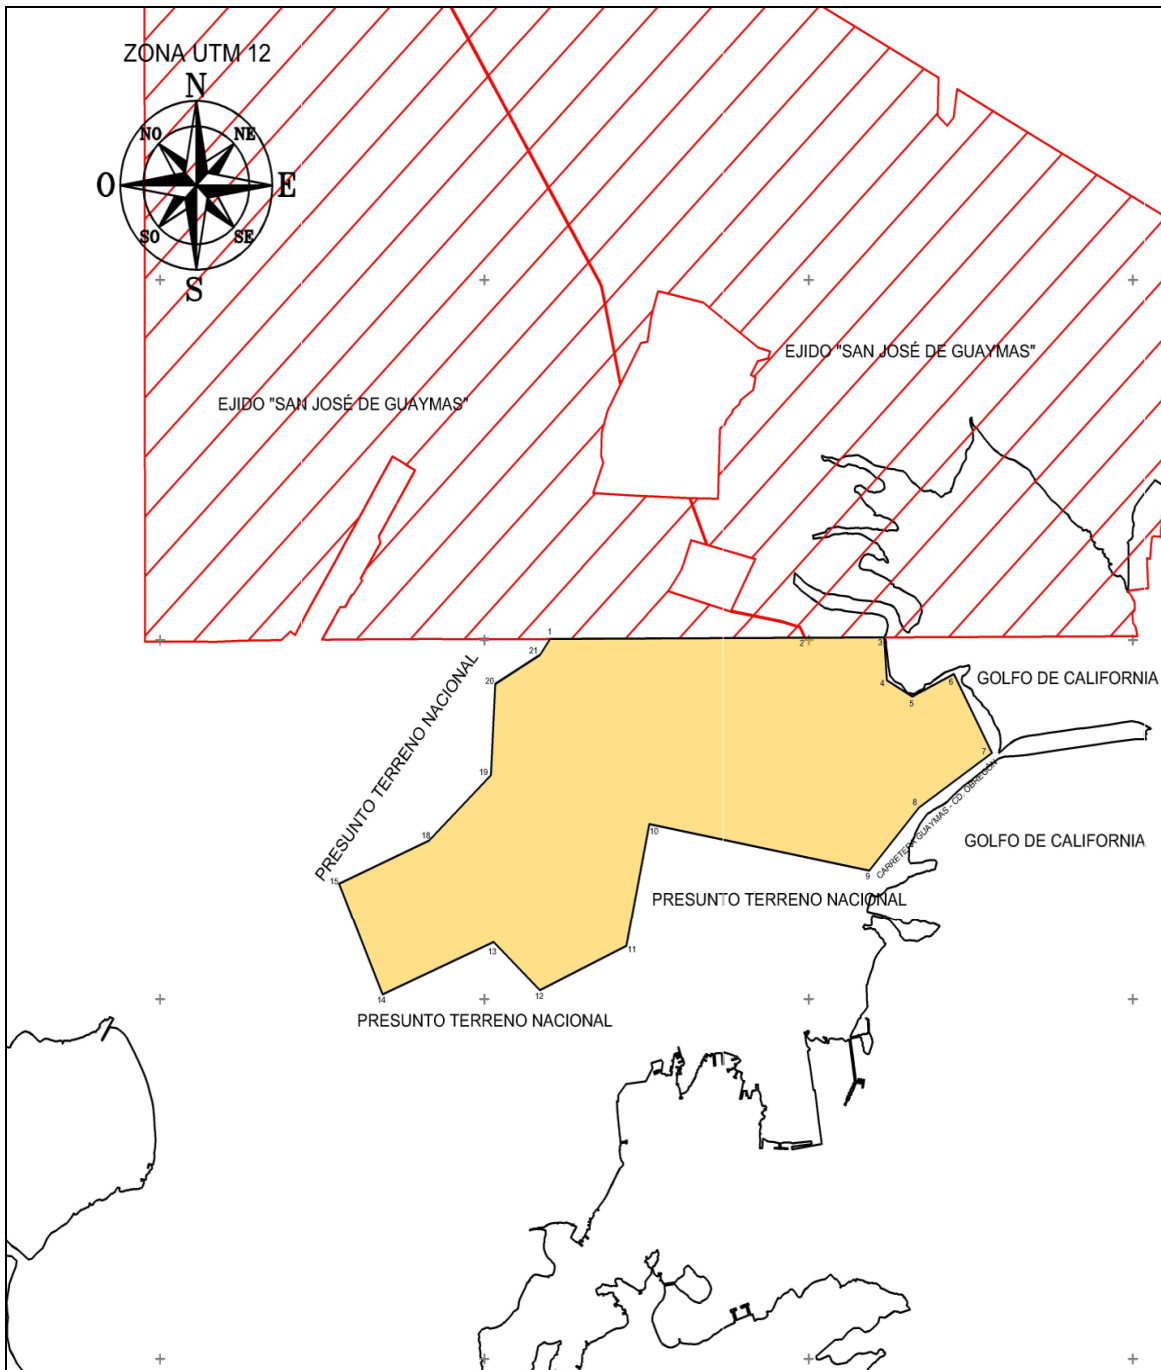 ZONA UTM 12
N
NO
NE
O
E
SO
SE
S
EJIDO "SAN JOSÉ DE GUAYMAS"
EJIDO "SAN JOSÉ DE GUAYMAS"
1
2
3
21
GOLFO DE CALIFORNIA
4
6
20
5
PRESUNTO TERRENO NACIONAL
7
19
CARRETERA GUAYMAS - CD. OBREGÓN
8
10
18
GOLFO DE CALIFORNIA
9
15
PRESUNTO TERRENO NACIONAL
11
13
12
14
PRESUNTO TERRENO NACIONAL